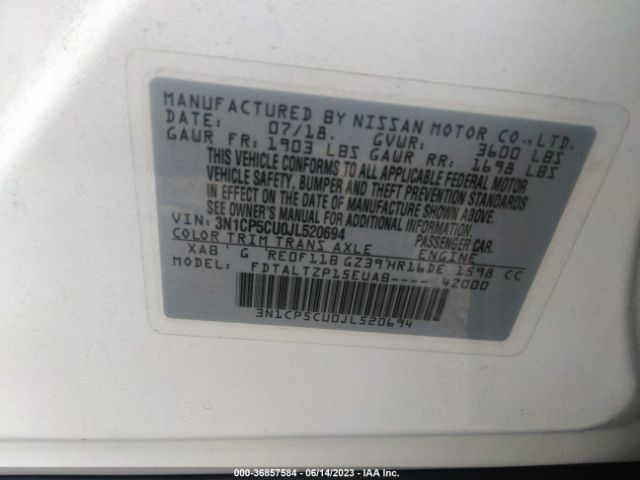 MANUFACTURED BY NISSAN MOTOR CO.,LTD.
DATE: 07/18. GVWR: 3600 LBS
GAWR FR: 1903 LBS GAWR RR: 1698 LBS
THIS VEHICLE CONFORMS TO ALL APPLICABLE FEDERAL MOTOR
VEHICLE SAFETY, BUMPER AND THEFT PREVENTION STANDARDS
IN EFFECT ON THE DATE OF MANUFACTURE SHOWN ABOVE.
SEE OWNER'S MANUAL FOR ADDITIONAL INFORMATION.
VIN: 3N1CP5CU0JL520694 PASSENGER CAR.
COLOR TRIM TRANS AXLE ENGINE
XAB G RE0F11B GZ39 HR16DE 1598 CC
MODEL: FDTALTZP15EUA8---- 42000
3N1CP5CU0JL520694
000-36857584 - 06/14/2023 - IAA Inc.